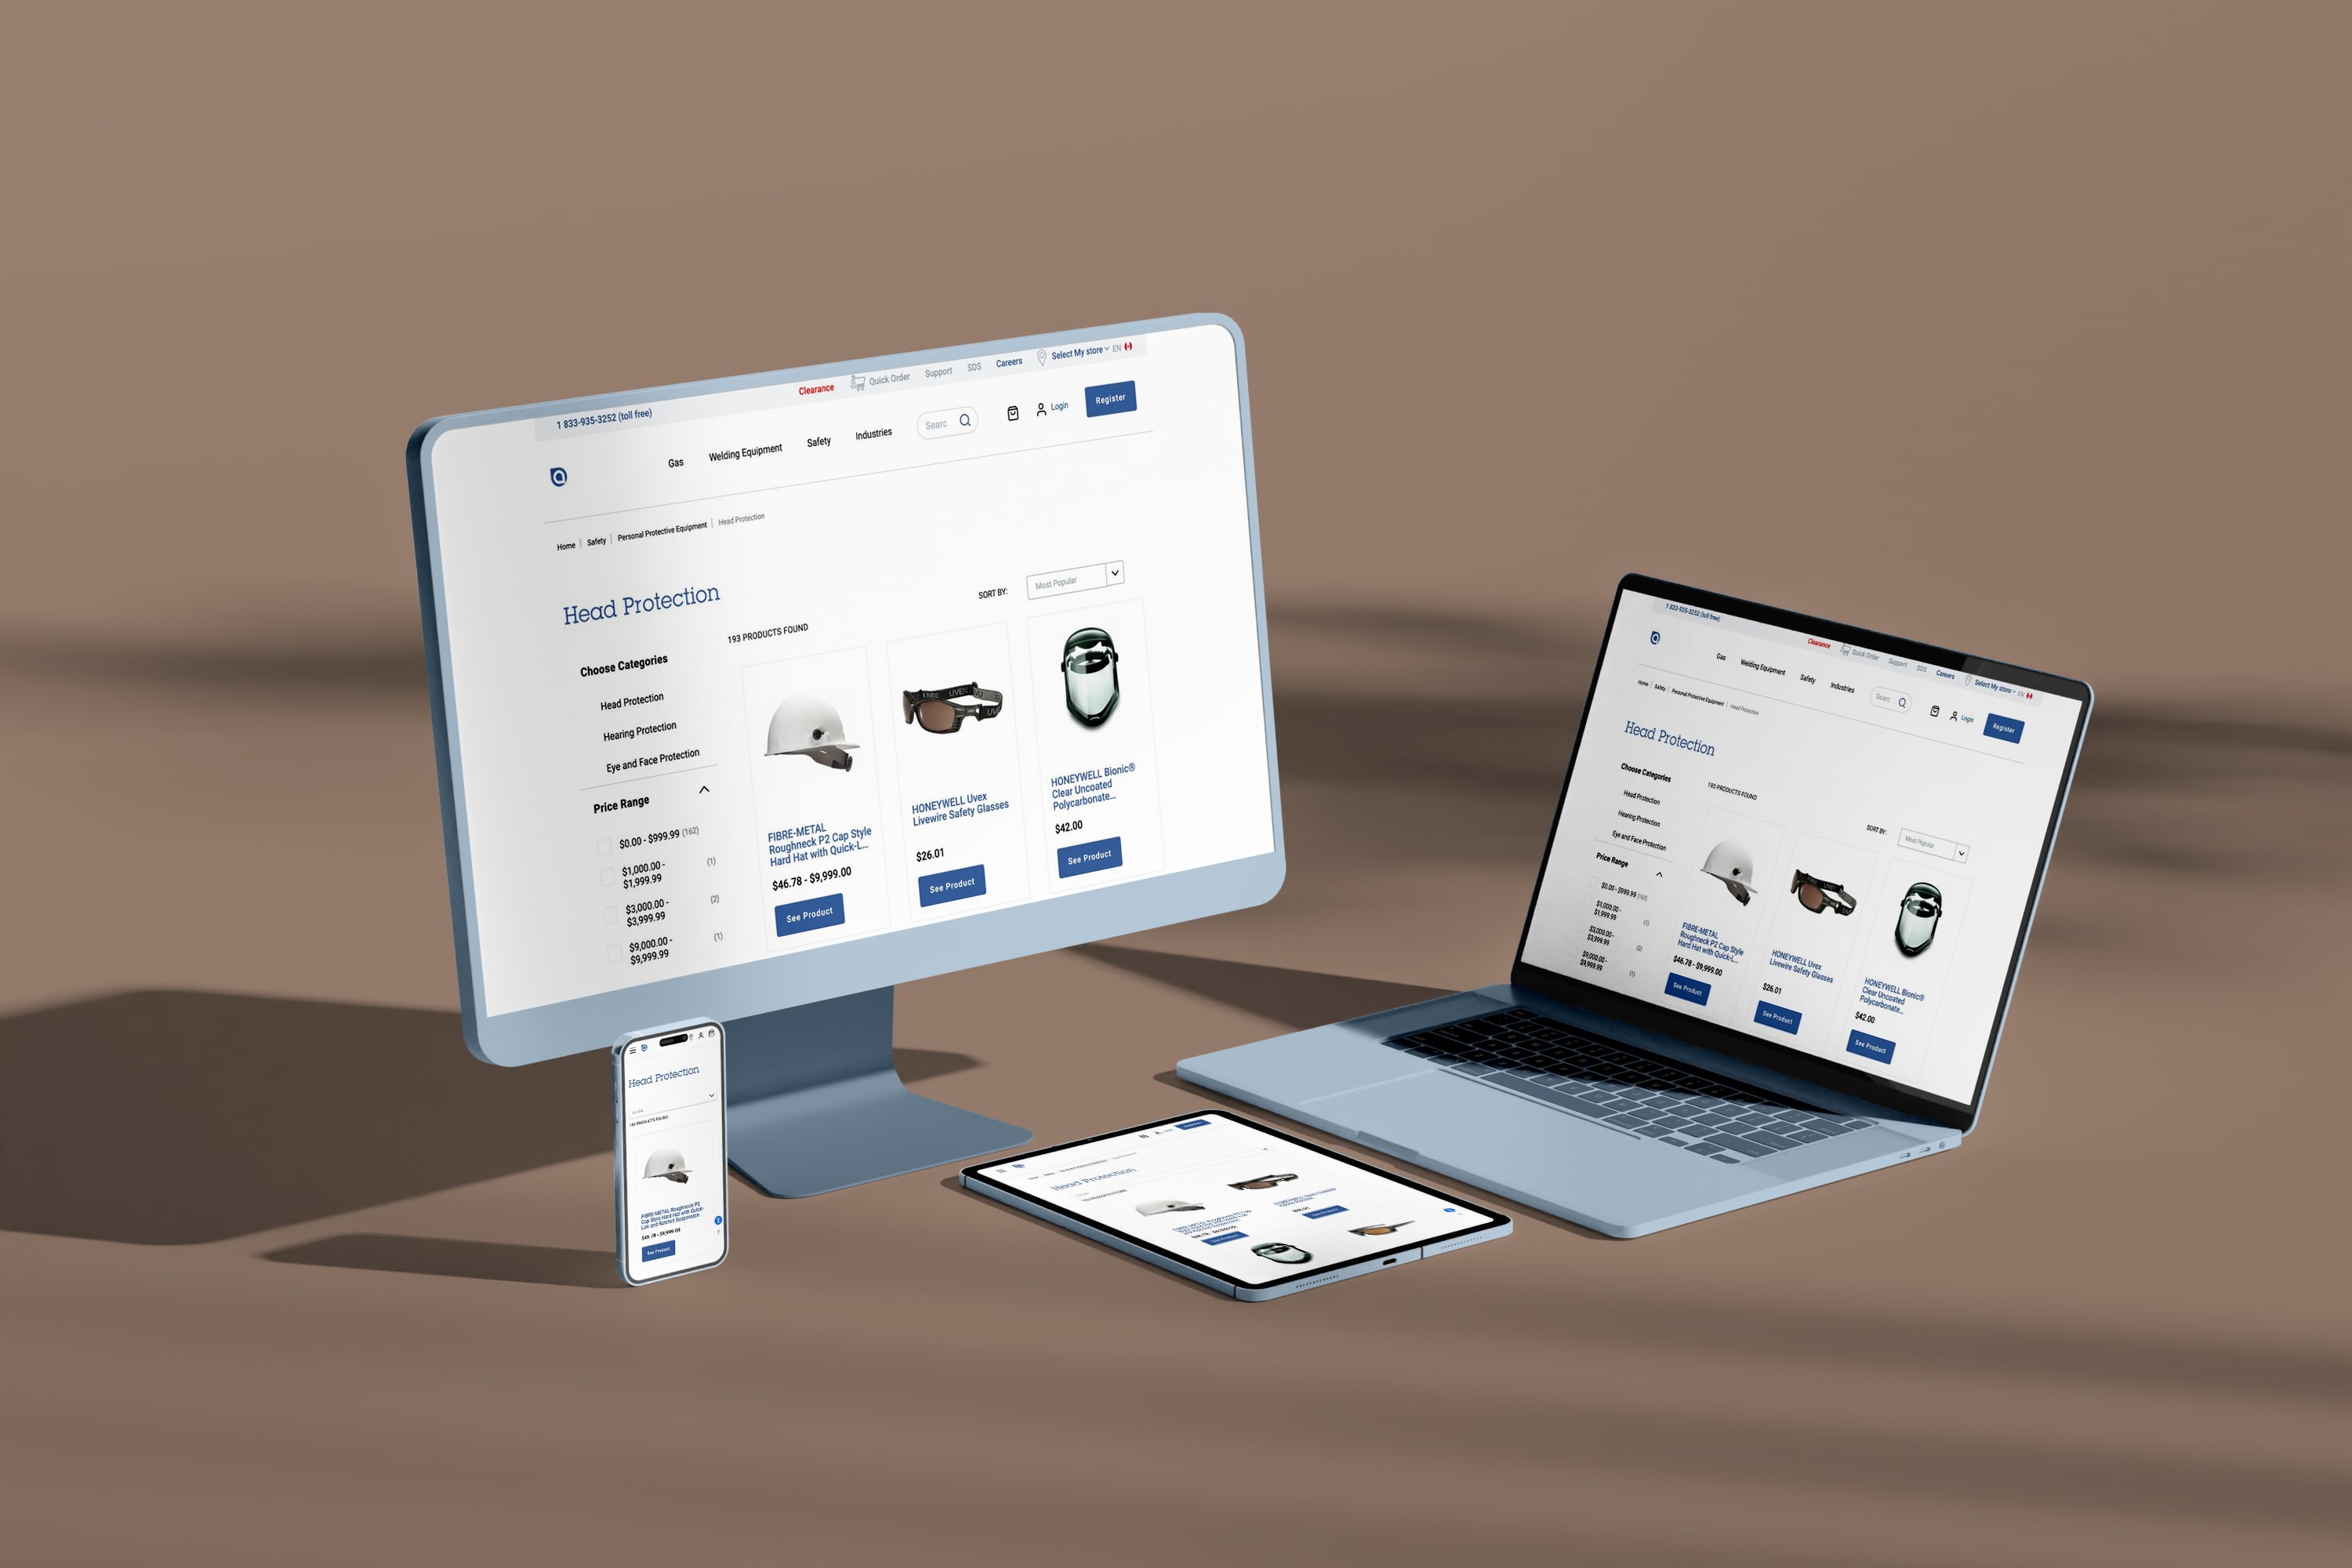 1 833-935-3252 (toll free)
Clearance
Quick Order
Support
SDS
Careers
Select My store
EN
Gas
Welding Equipment
Safety
Industries
Searc
Login
Register
Home | Safety | Personal Protective Equipment | Head Protection
Head Protection
193 PRODUCTS FOUND
SORT BY:
Most Popular
Choose Categories
Head Protection
Hearing Protection
Eye and Face Protection
Price Range
$0.00 - $999.99 (162)
$1,000.00 -
$1,999.99
(1)
$3,000.00 -
$3,999.99
(2)
$9,000.00 -
$9,999.99
(1)
FIBRE-METAL
Roughneck P2 Cap Style
Hard Hat with Quick-L...
$46.78 - $9,999.00
See Product
UVEX
HONEYWELL Uvex
Livewire Safety Glasses
$26.01
See Product
HONEYWELL Bionic®
Clear Uncoated
Polycarbonate...
$42.00
See Product
1 833-935-3252 (toll free)
Clearance
Quick Order
Support
SDS
Careers
Select My store
EN
Gas
Welding Equipment
Safety
Industries
Searc
Login
Register
Home | Safety | Personal Protective Equipment | Head Protection
Head Protection
193 PRODUCTS FOUND
SORT BY:
Most Popular
Choose Categories
Head Protection
Hearing Protection
Eye and Face Protection
Price Range
$0.00 - $999.99 (162)
$1,000.00 -
$1,999.99
(1)
$3,000.00 -
$3,999.99
(2)
$9,000.00 -
$9,999.99
(1)
FIBRE-METAL
Roughneck P2 Cap Style
Hard Hat with Quick-L...
$46.78 - $9,999.00
See Product
HONEYWELL Uvex
Livewire Safety Glasses
$26.01
See Product
HONEYWELL Bionic®
Clear Uncoated
Polycarbonate...
$42.00
See Product
Head Protection
193 PRODUCTS FOUND
FIBRE-METAL Roughneck P2
Cap Style Hard Hat with Quick-
Lok and Ratchet Suspension
$46.78 - $9,999.00
See Product
Head Protection